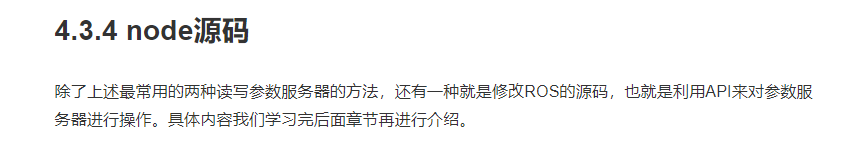 4.3.4 node源码
除了上述最常用的两种读写参数服务器的方法，还有一种就是修改ROS的源码，也就是利用API来对参数服
务器进行操作。具体内容我们学习完后面章节再进行介绍。